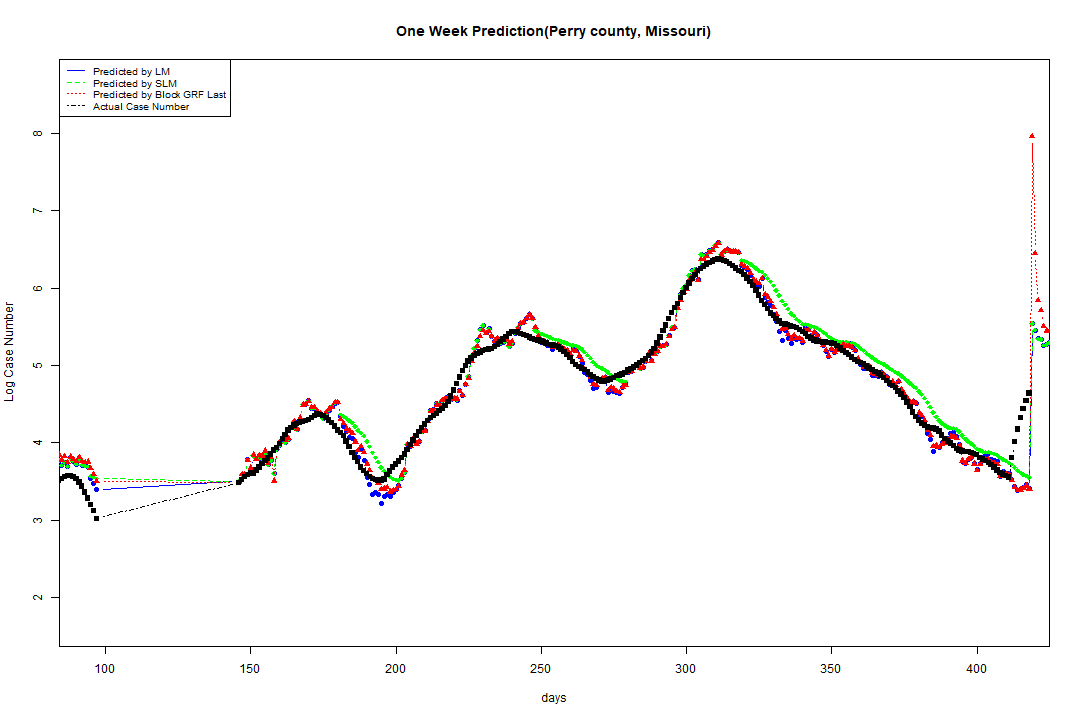 One Week Prediction(Perry county, Missouri)
Predicted by LM
Predicted by SLM
Predicted by Block GRF Last
Actual Case Number
Log Case Number
8
7
6
5
4
3
2
100 150 200 250 300 350 400
days